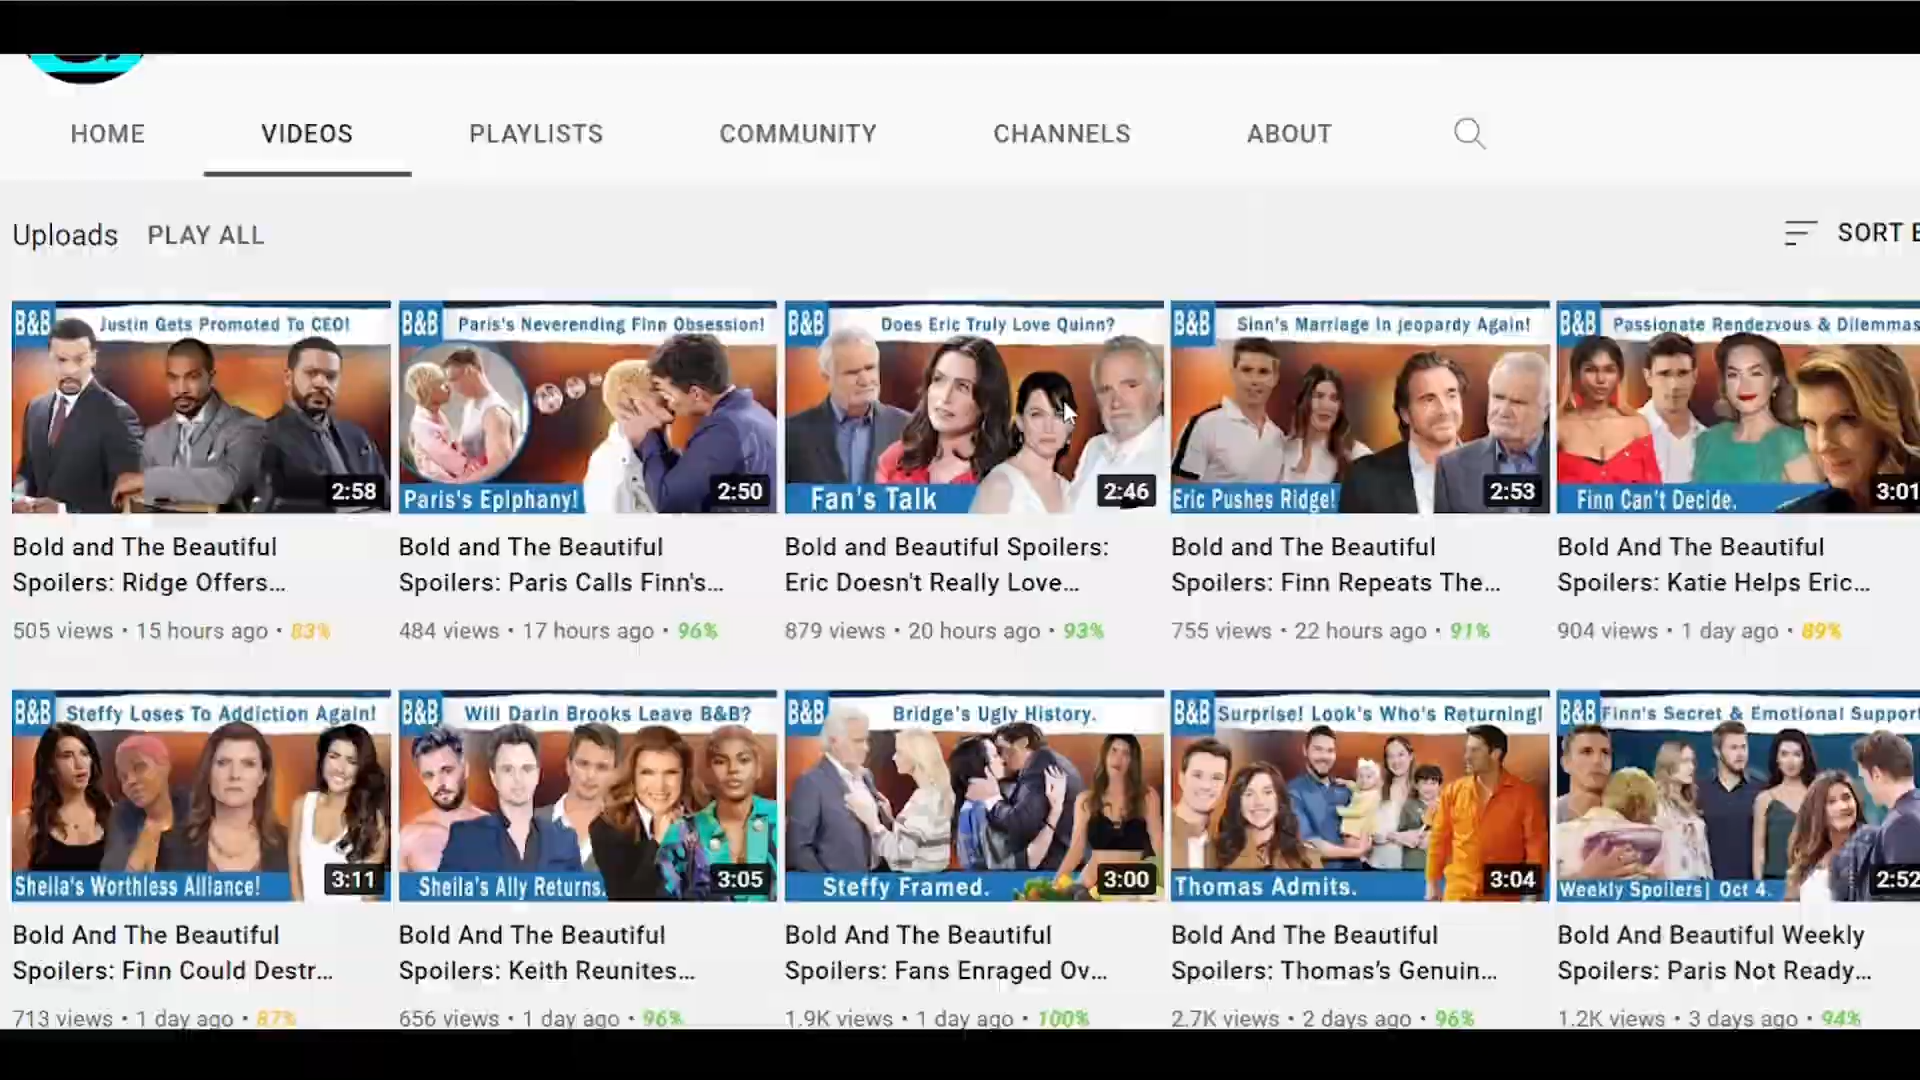 HOME VIDEOS PLAYLISTS COMMUNITY CHANNELS ABOUT
Uploads PLAY ALL SORT
B&B Justin Gets Promoted To CEO!
2:58
B&B Paris's Neverending Finn Obsession!
Paris's Epiphany! 2:50
B&B Does Eric Truly Love Quinn?
Fan's Talk 2:46
B&B Sinn's Marriage In Jeopardy Again!
Eric Pushes Ridge! 2:53
B&B Passionate Rendezvous & Dilemmas
Finn Can't Decide. 3:01
Bold and The Beautiful
Spoilers: Ridge Offers...
505 views • 15 hours ago • 83%
Bold and The Beautiful
Spoilers: Paris Calls Finn's...
484 views • 17 hours ago • 96%
Bold and Beautiful Spoilers:
Eric Doesn't Really Love...
879 views • 20 hours ago • 93%
Bold and The Beautiful
Spoilers: Finn Repeats The...
755 views • 22 hours ago • 91%
Bold And The Beautiful
Spoilers: Katie Helps Eric...
904 views • 1 day ago • 89%
B&B Steffy Loses To Addiction Again!
Sheila's Worthless Alliance! 3:11
B&B Will Darin Brooks Leave B&B?
Sheila's Ally Returns. 3:05
B&B Bridge's Ugly History.
Steffy Framed. 3:00
B&B Surprise! Look's Who's Returning!
Thomas Admits. 3:04
B&B Finn's Secret & Emotional Support
Weekly Spoilers| Oct 4. 2:52
Bold And The Beautiful
Spoilers: Finn Could Destr...
713 views • 1 day ago • 87%
Bold And The Beautiful
Spoilers: Keith Reunites...
656 views • 1 day ago • 96%
Bold And The Beautiful
Spoilers: Fans Enraged Ov...
1.9K views • 1 day ago • 100%
Bold And The Beautiful
Spoilers: Thomas's Genuin...
2.7K views • 2 days ago • 96%
Bold And Beautiful Weekly
Spoilers: Paris Not Ready...
1.2K views • 3 days ago • 94%